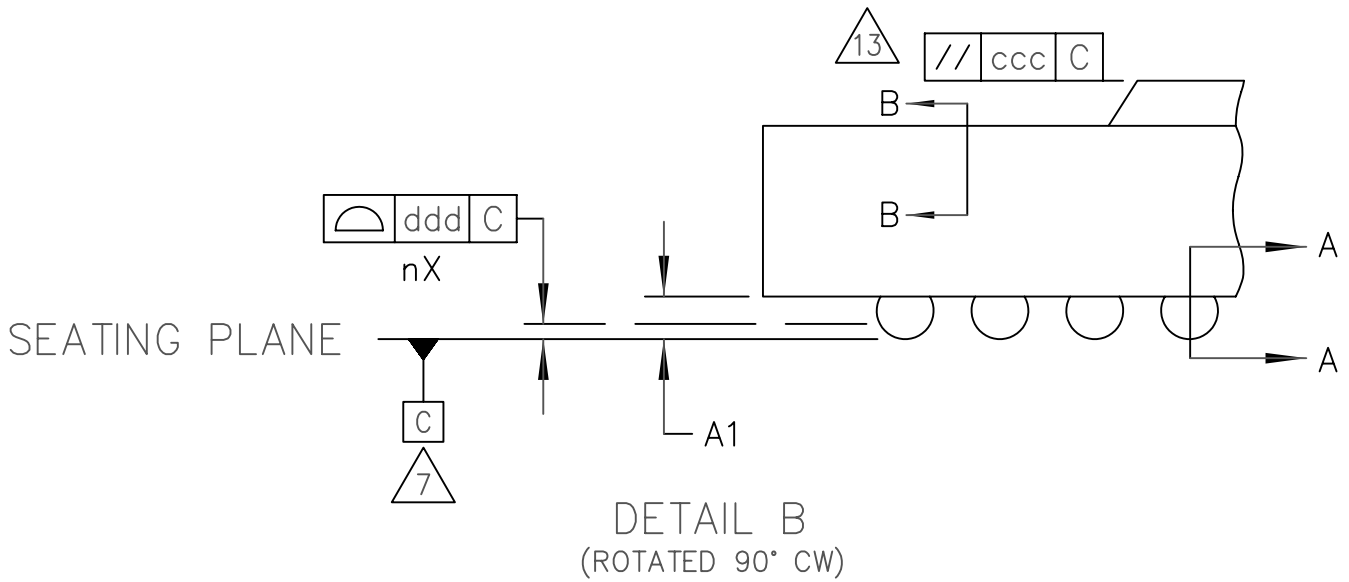 13
// ccc C
B
ddd C
B
nX
A
SEATING PLANE
A
C
A1
7
DETAIL B
(ROTATED 90° CW)